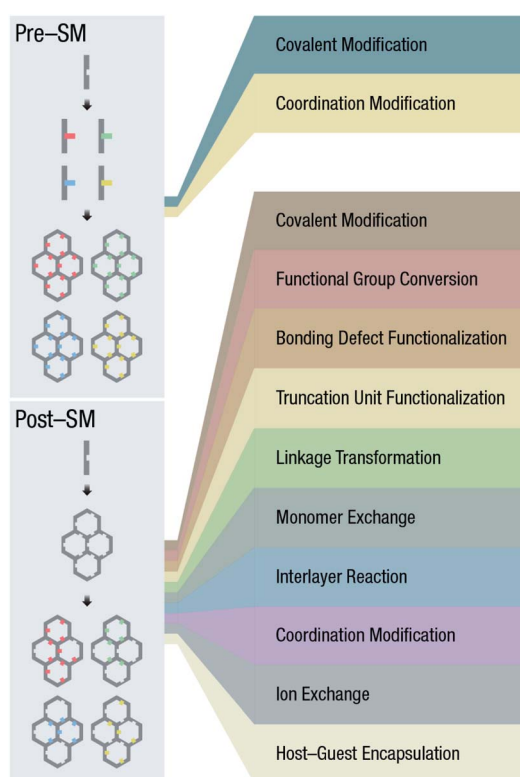 Pre–SM
Covalent Modification
Coordination Modification
Covalent Modification
Functional Group Conversion
Bonding Defect Functionalization
Truncation Unit Functionalization
Post–SM
Linkage Transformation
Monomer Exchange
Interlayer Reaction
Coordination Modification
Ion Exchange
Host–Guest Encapsulation